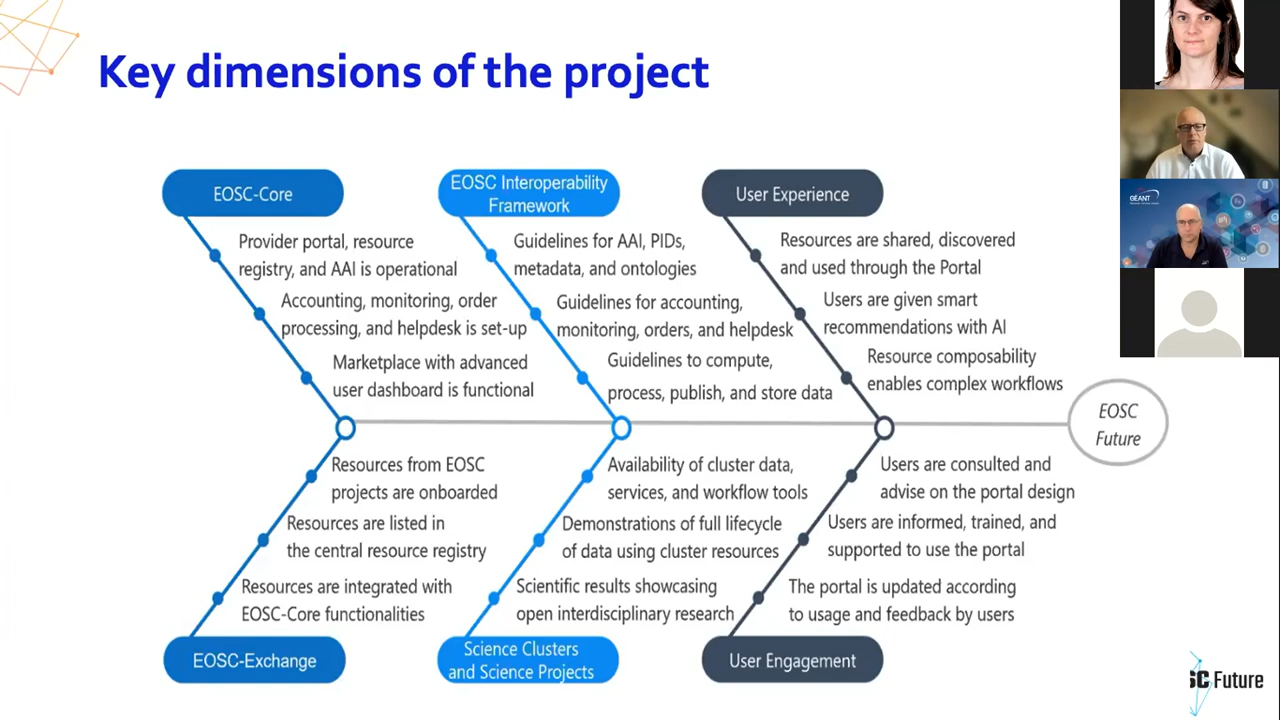 Key dimensions of the project
EOSC-Core
Provider portal, resource
registry, and AAI is operational
Accounting, monitoring, order
processing, and helpdesk is set-up
Marketplace with advanced
user dashboard is functional
EOSC Interoperability
Framework
Guidelines for AAI, PIDs,
metadata, and ontologies
Guidelines for accounting,
monitoring, orders, and helpdesk
Guidelines to compute,
process, publish, and store data
User Experience
Resources are shared, discovered
and used through the Portal
Users are given smart
recommendations with AI
Resource composability
enables complex workflows
EOSC
Future
Resources from EOSC
projects are onboarded
Resources are listed in
the central resource registry
Resources are integrated with
EOSC-Core functionalities
EOSC-Exchange
Availability of cluster data,
services, and workflow tools
Demonstrations of full lifecycle
of data using cluster resources
Scientific results showcasing
open interdisciplinary research
Science Clusters
and Science Projects
Users are consulted and
advise on the portal design
Users are informed, trained, and
supported to use the portal
The portal is updated according
to usage and feedback by users
User Engagement
GÉANT
SC Future